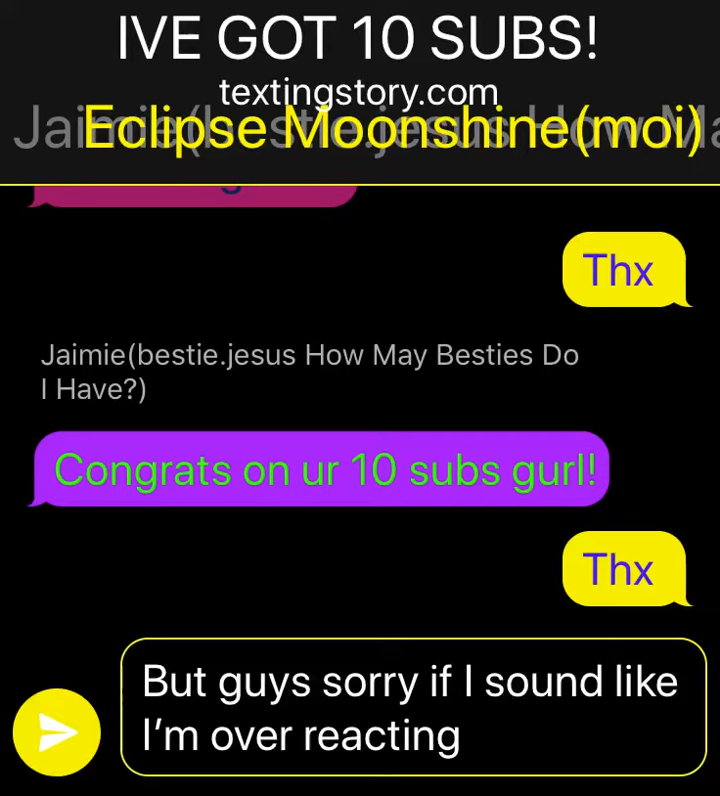 IVE GOT 10 SUBS!
textingstory.com
Eclipse Moonshine(moi)
Thx
Jaimie(bestie.jesus How May Besties Do
I Have?)
Congrats on ur 10 subs gurl!
Thx
But guys sorry if I sound like
I’m over reacting